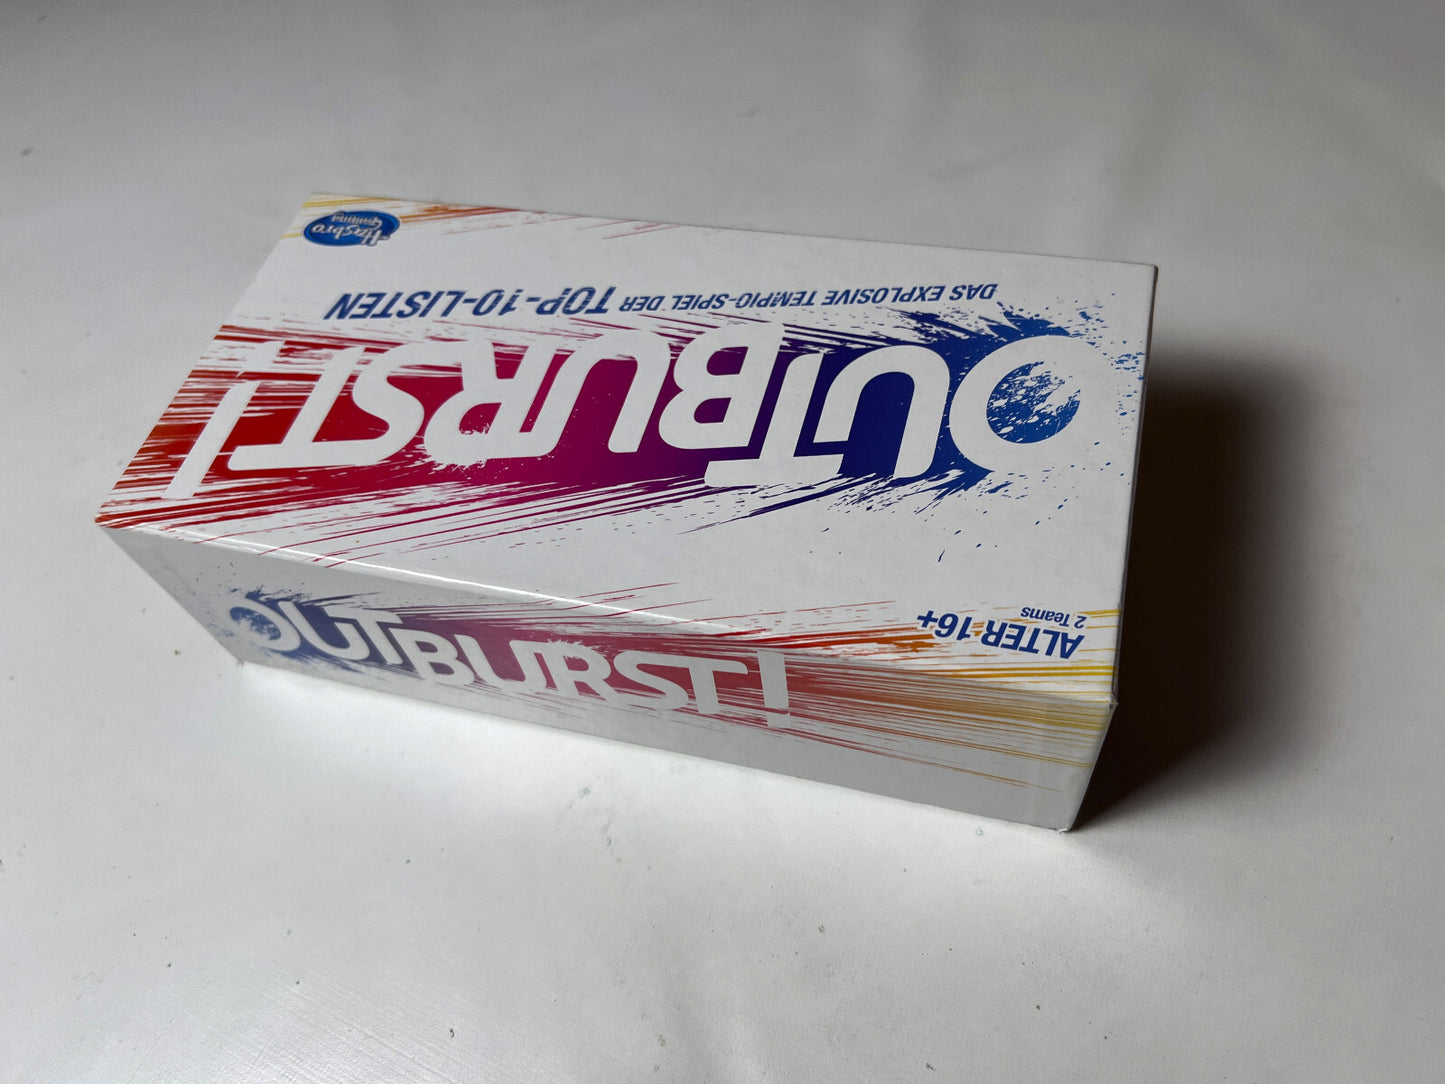 Hasbro
Gaming
DAS EXPLOSIVE TEMPO-SPIEL DER TOP-10-LISTEN
OUTBURST!
ALTER 16+
2 Teams
OUTBURST!